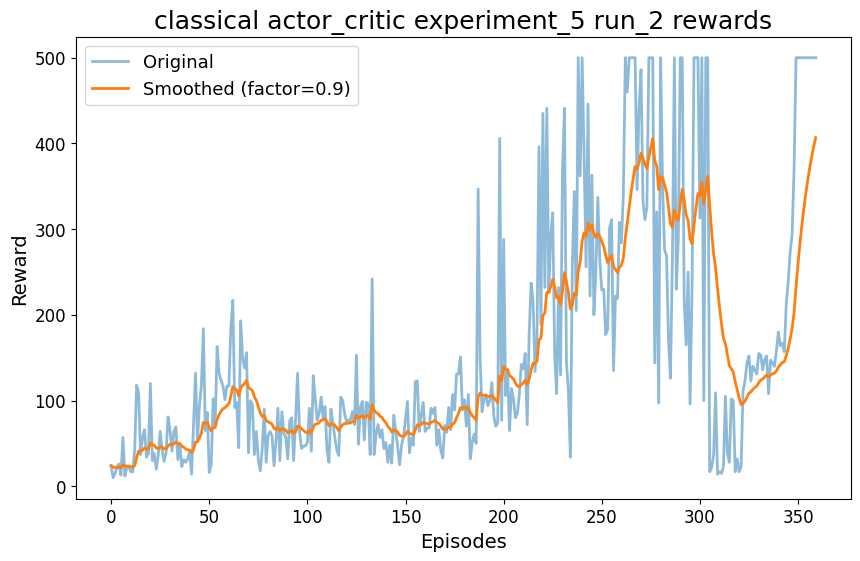 classical actor_critic experiment_5 run_2 rewards
Original
Smoothed (factor=0.9)
Reward
500
400
300
200
100
0
0 50 100 150 200 250 300 350
Episodes